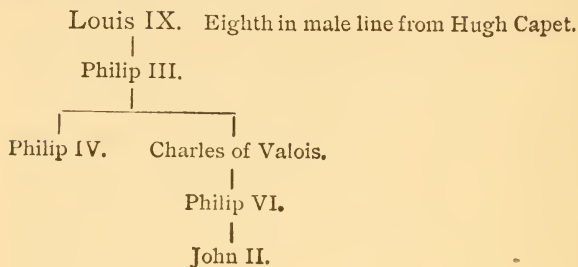 Louis IX. Eighth in male line from Hugh Capet.
Philip III.
Philip IV. Charles of Valois.
Philip VI.
John II.